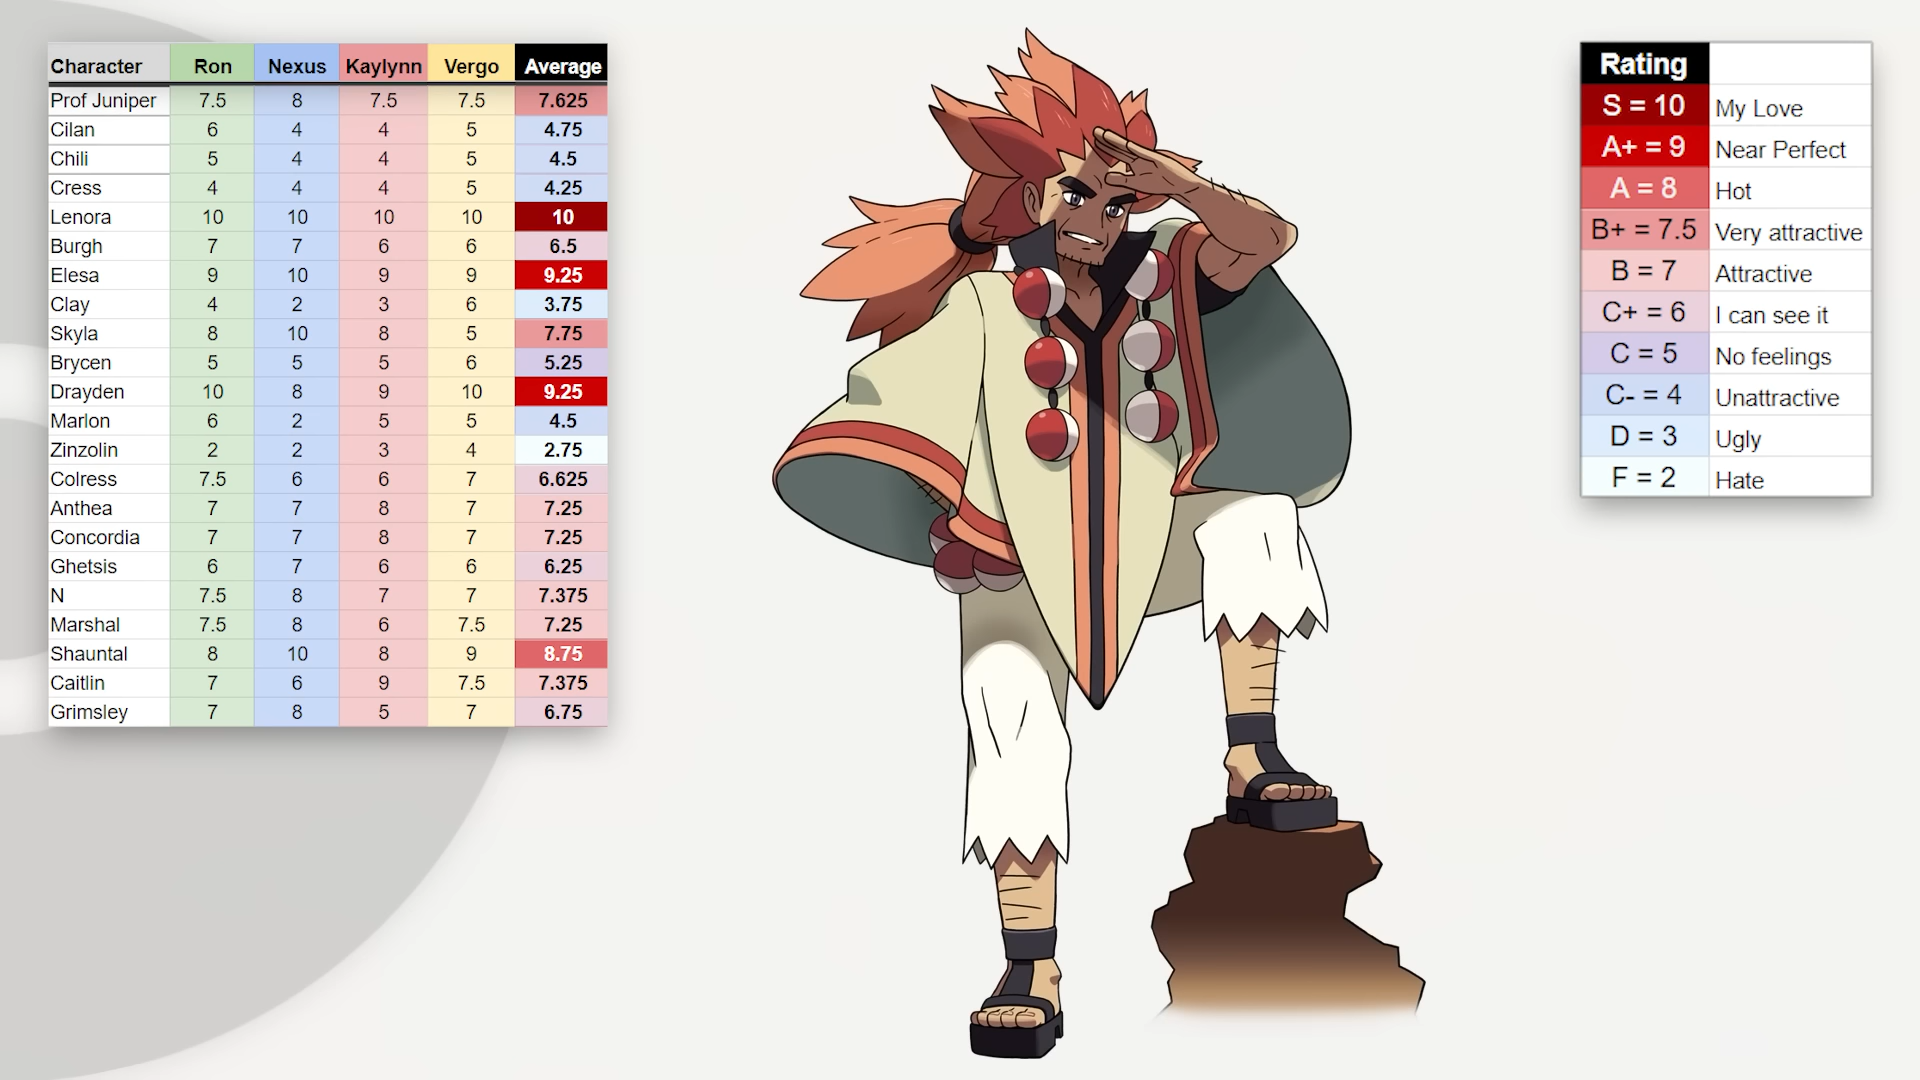 Character Ron Nexus Kaylynn Vergo Average
Prof Juniper 7.5 8 7.5 7.5 7.625
Cilan 6 4 4 5 4.75
Chili 5 4 4 5 4.5
Cress 4 4 4 5 4.25
Lenora 10 10 10 10 10
Burgh 7 7 6 6 6.5
Elesa 9 10 9 9 9.25
Clay 4 2 3 6 3.75
Skyla 8 10 8 5 7.75
Brycen 5 5 5 6 5.25
Drayden 10 8 9 10 9.25
Marlon 6 2 5 5 4.5
Zinzolin 2 2 3 4 2.75
Colress 7.5 6 6 7 6.625
Anthea 7 7 8 7 7.25
Concordia 7 7 8 7 7.25
Ghetsis 6 7 6 6 6.25
N 7.5 8 7 7 7.375
Marshal 7.5 8 6 7.5 7.25
Shauntal 8 10 8 9 8.75
Caitlin 7 6 9 7.5 7.375
Grimsley 7 8 5 7 6.75
Rating
S = 10 My Love
A+ = 9 Near Perfect
A = 8 Hot
B+ = 7.5 Very attractive
B = 7 Attractive
C+ = 6 I can see it
C = 5 No feelings
C- = 4 Unattractive
D = 3 Ugly
F = 2 Hate